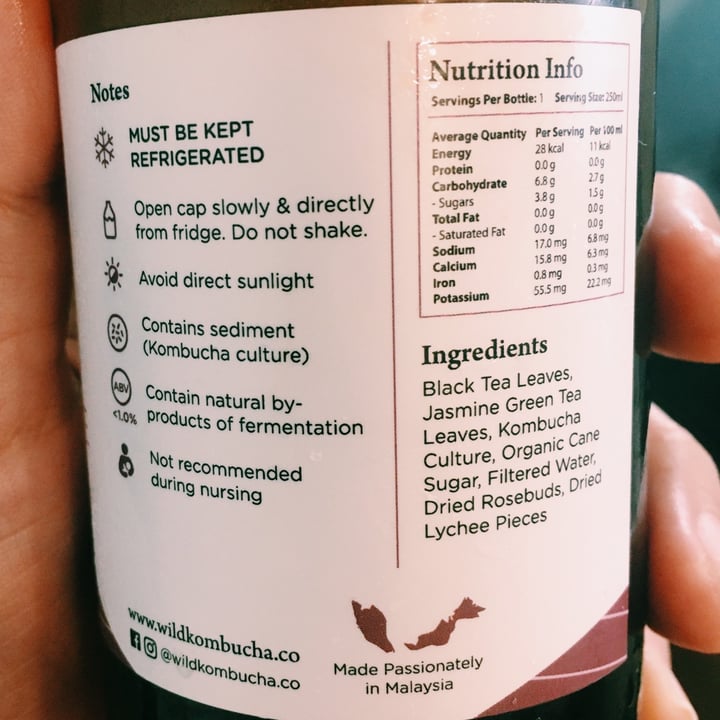 Notes
MUST BE KEPT
REFRIGERATED
Open cap slowly & directly
from fridge. Do not shake.
Avoid direct sunlight
Contains sediment
(Kombucha culture)
ABV
<1.0%
Contain natural by-
products of fermentation
Not recommended
during nursing
www.wildkombucha.co
@wildkombucha.co
Nutrition Info
Servings Per Bottle: 1 Serving Size: 250ml
Average Quantity Per Serving Per 100 ml
Energy 28 kcal 11 kcal
Protein 0.0 g 0.0 g
Carbohydrate 6.8 g 2.7 g
- Sugars 3.8 g 1.5 g
Total Fat 0.0 g 0.0 g
- Saturated Fat 0.0 g 0.0 g
Sodium 17.0 mg 6.8 mg
Calcium 15.8 mg 6.3 mg
Iron 0.8 mg 0.3 mg
Potassium 55.5 mg 22.2 mg
Ingredients
Black Tea Leaves,
Jasmine Green Tea
Leaves, Kombucha
Culture, Organic Cane
Sugar, Filtered Water,
Dried Rosebuds, Dried
Lychee Pieces
Made Passionately
in Malaysia